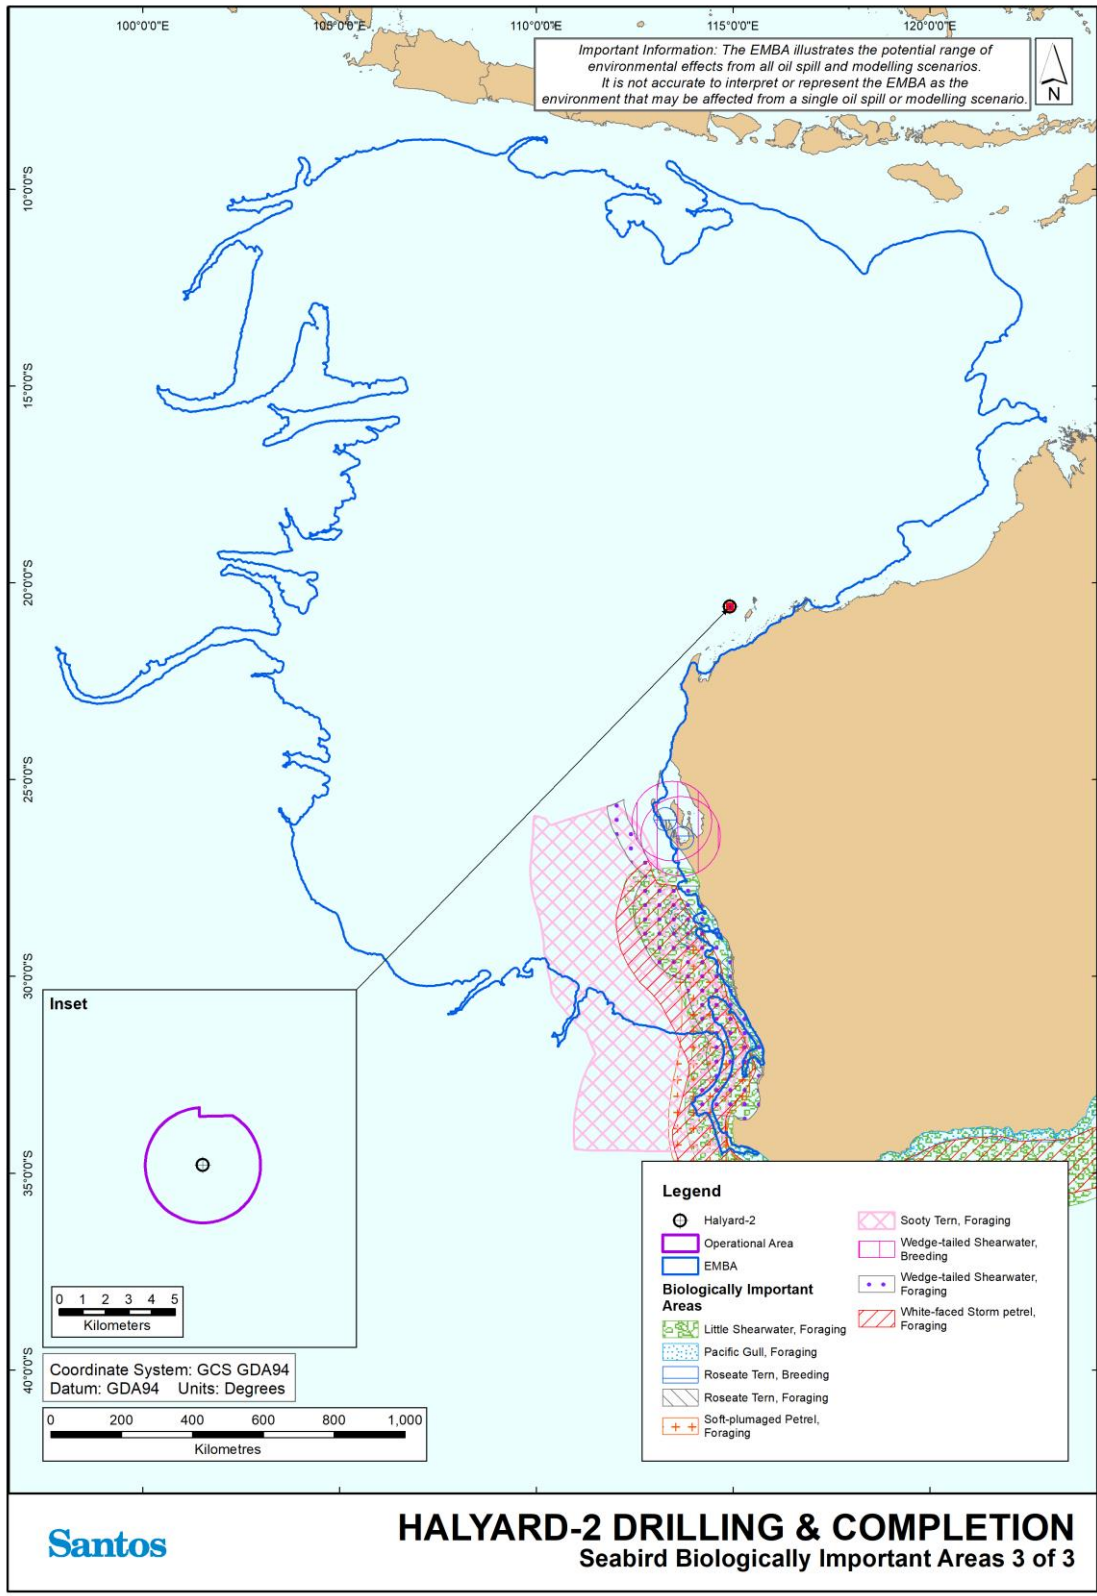 100°0'0"E
105°0'0"E
110°0'0"E
115°0'0"E
120°0'0"E
Important Information: The EMBA illustrates the potential range of
environmental effects from all oil spill and modelling scenarios.
It is not accurate to interpret or represent the EMBA as the
environment that may be affected from a single oil spill or modelling scenario.
N
10°0'0"S
15°0'0"S
20°0'0"S
25°0'0"S
30°0'0"S
35°0'0"S
40°0'0"S
Inset
0 1 2 3 4 5
Kilometers
Coordinate System: GCS GDA94
Datum: GDA94 Units: Degrees
0 200 400 600 800 1,000
Kilometres
Legend
Halyard-2
Operational Area
EMBA
Biologically Important
Areas
Little Shearwater, Foraging
Pacific Gull, Foraging
Roseate Tern, Breeding
Roseate Tern, Foraging
Soft-plumaged Petrel,
Foraging
Sooty Tern, Foraging
Wedge-tailed Shearwater,
Breeding
Wedge-tailed Shearwater,
Foraging
White-faced Storm petrel,
Foraging
Santos
HALYARD-2 DRILLING & COMPLETION
Seabird Biologically Important Areas 3 of 3